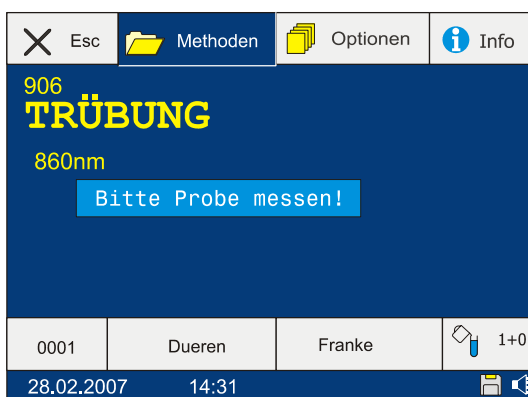 Esc Methoden Optionen Info
906
TRÜBUNG
860nm
Bitte Probe messen!
0001 Dueren Franke 1+0
28.02.2007 14:31